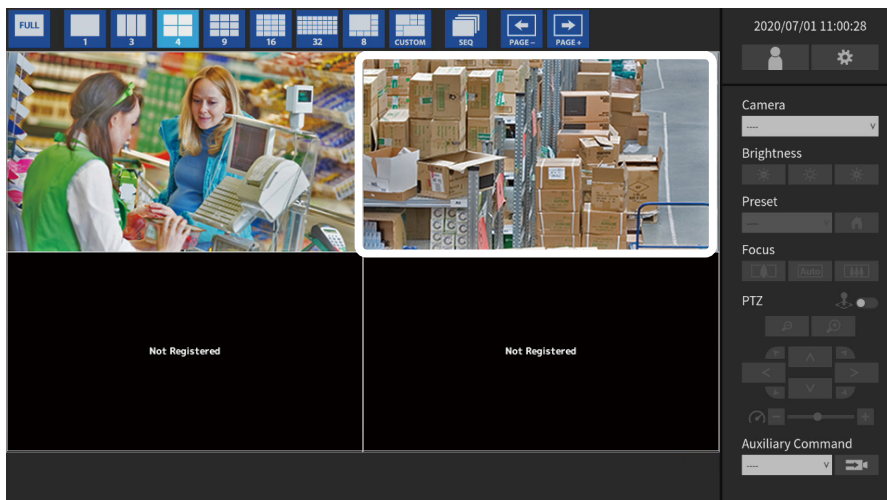 FULL
1
3
4
9
16
32
8
CUSTOM
SEQ
PAGE−
PAGE+
2020/07/01 11:00:28
Camera
----
Brightness
Preset
----
Focus
Auto
PTZ
Auxiliary Command
----
Not Registered
Not Registered